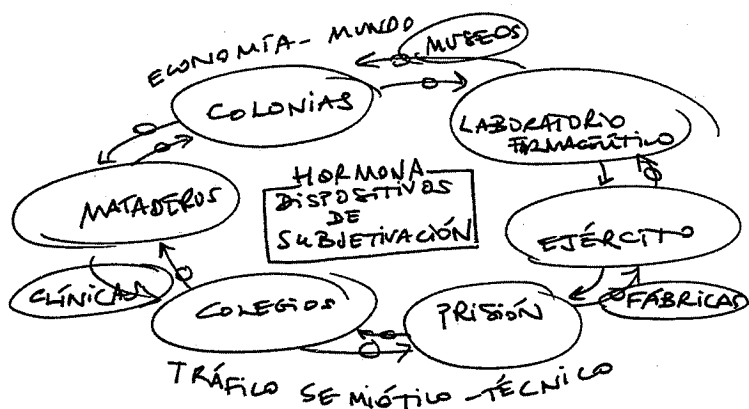 ECONOMÍA-MUNDO
MUSEOS
COLONIAS
LABORATORIO
FARMACÉUTICO
HORMONA
DISPOSITIVOS
DE
SUBJETIVACIÓN
MATADEROS
EJÉRCITO
CLÍNICAS
COLEGIOS
PRISIÓN
FÁBRICAS
TRÁFICO SEMIÓTICO-TÉCNICO